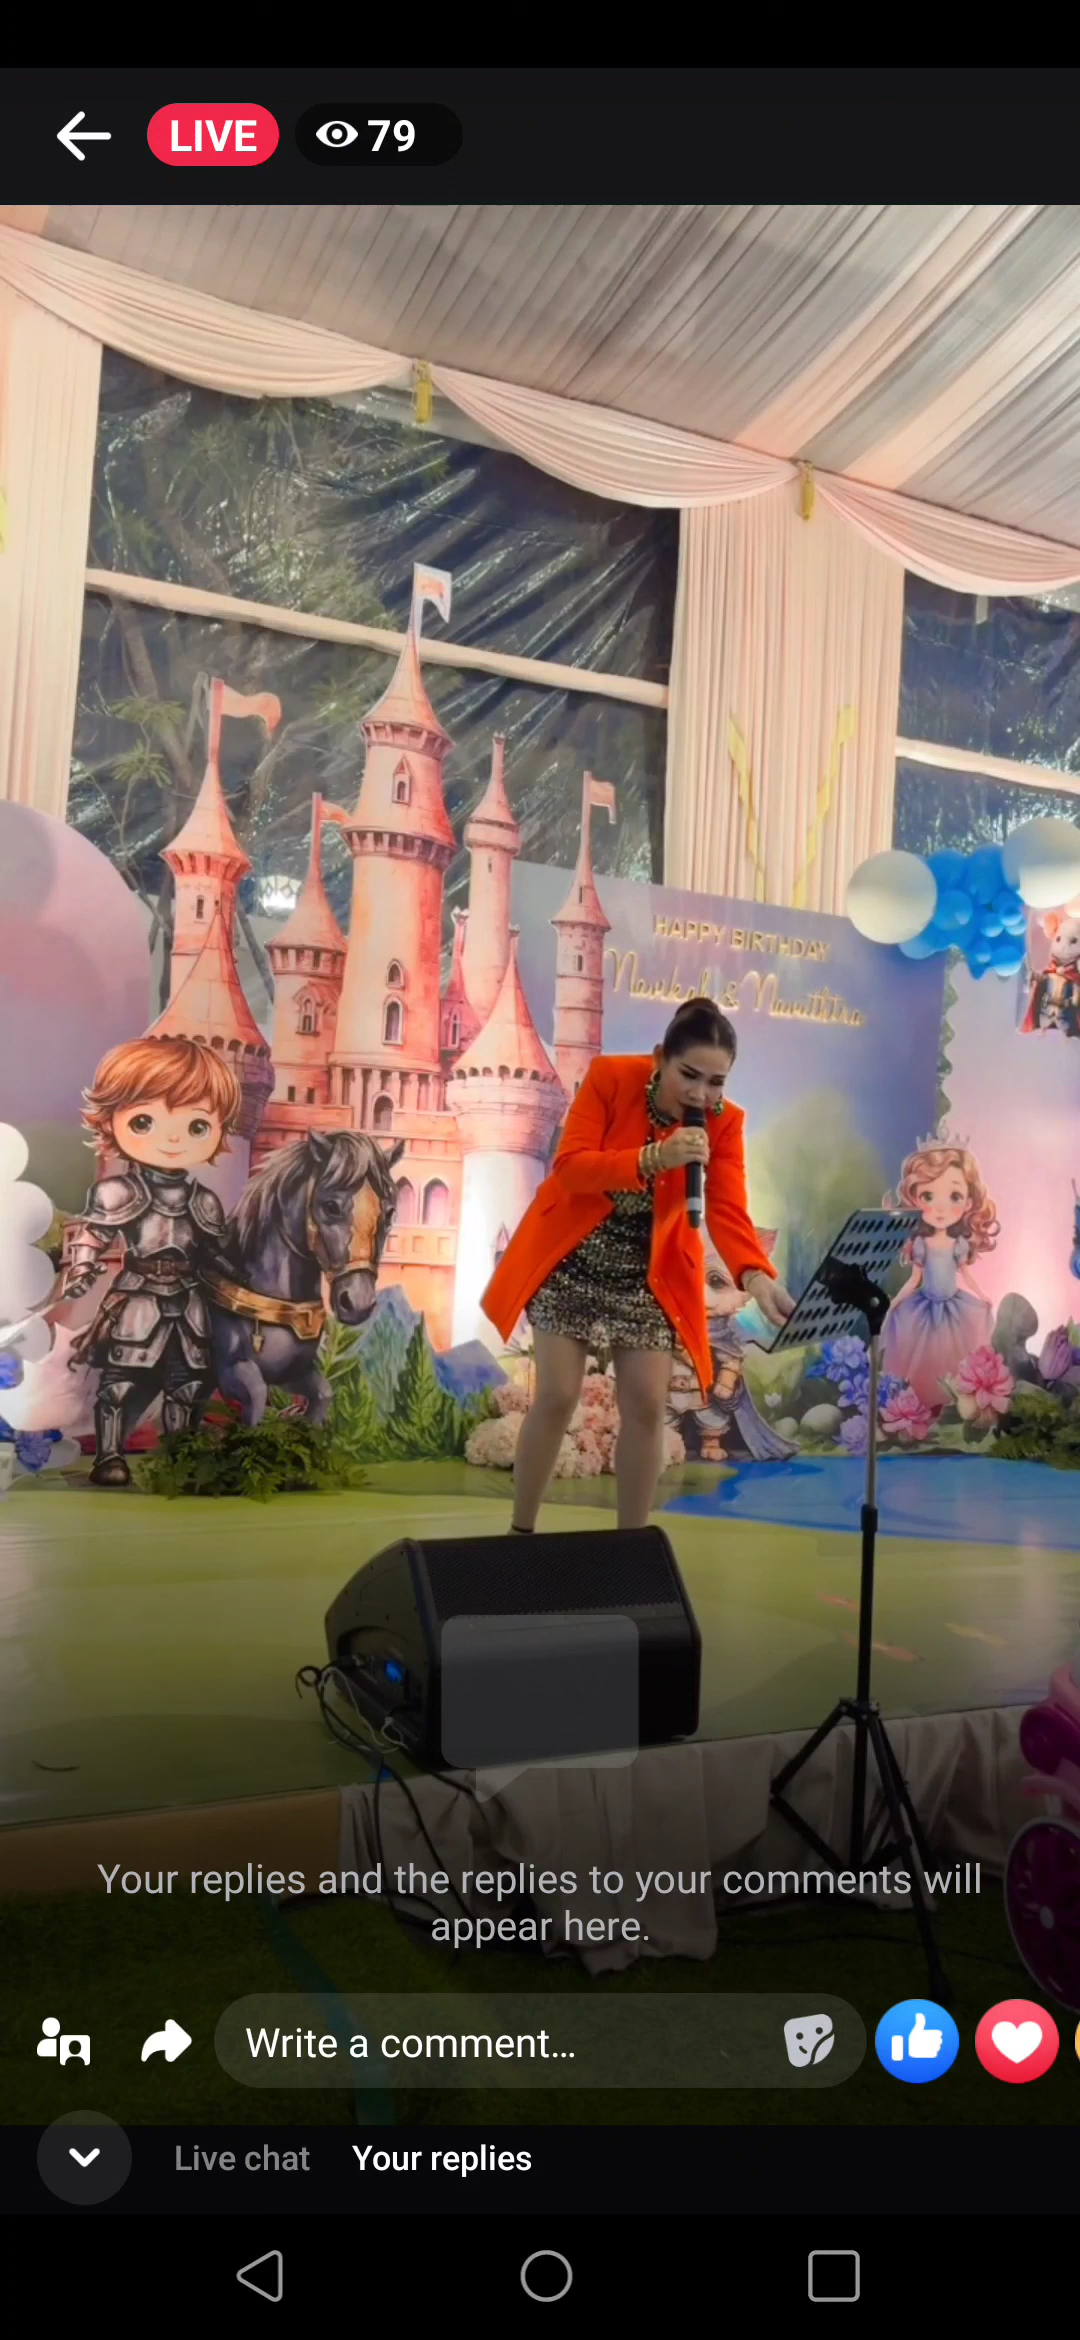 LIVE
79
HAPPY BIRTHDAY
&
Your replies and the replies to your comments will
appear here.
Write a comment...
Live chat
Your replies